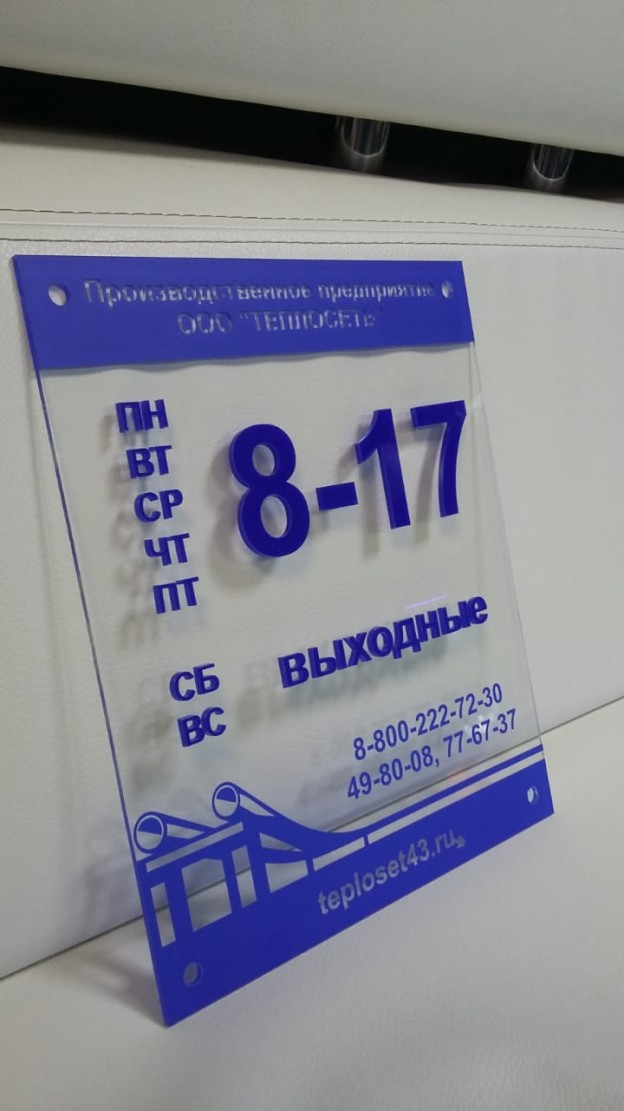 Производственное предприятие
ООО "ТЕПЛОСЕТЬ"
ПН
ВТ
СР
ЧТ
ПТ
8-17
СБ
ВС
выходные
8-800-222-72-30
49-80-08, 77-67-37
teploset43.ru